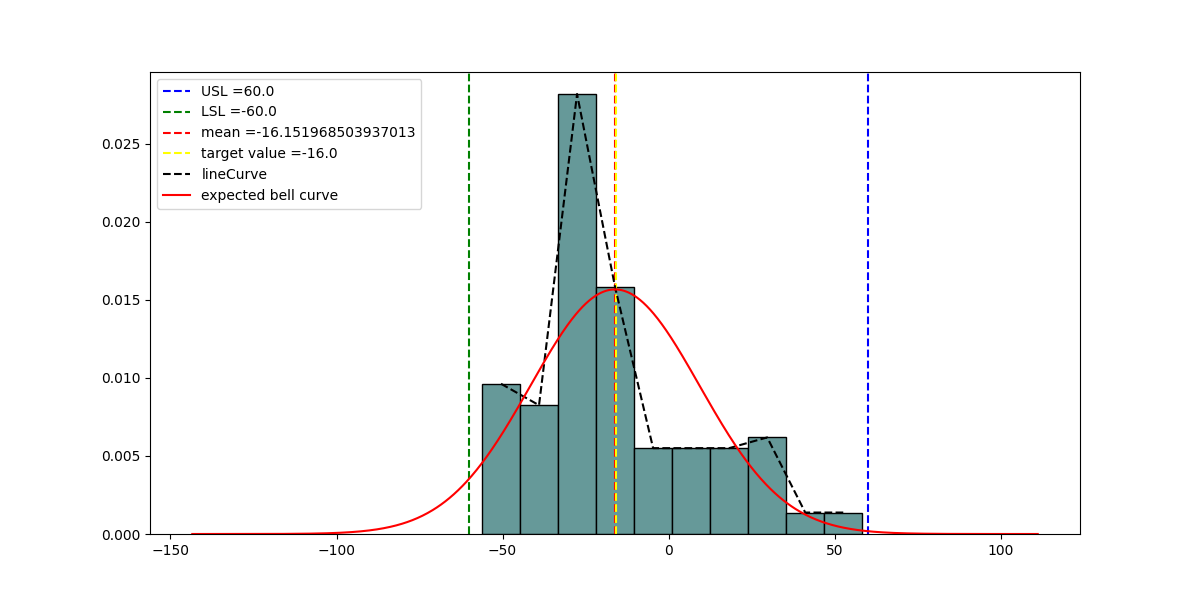 USL =60.0
LSL =-60.0
mean =-16.151968503937013
target value =-16.0
lineCurve
expected bell curve
0.025
0.020
0.015
0.010
0.005
0.000
−150 −100 −50 0 50 100